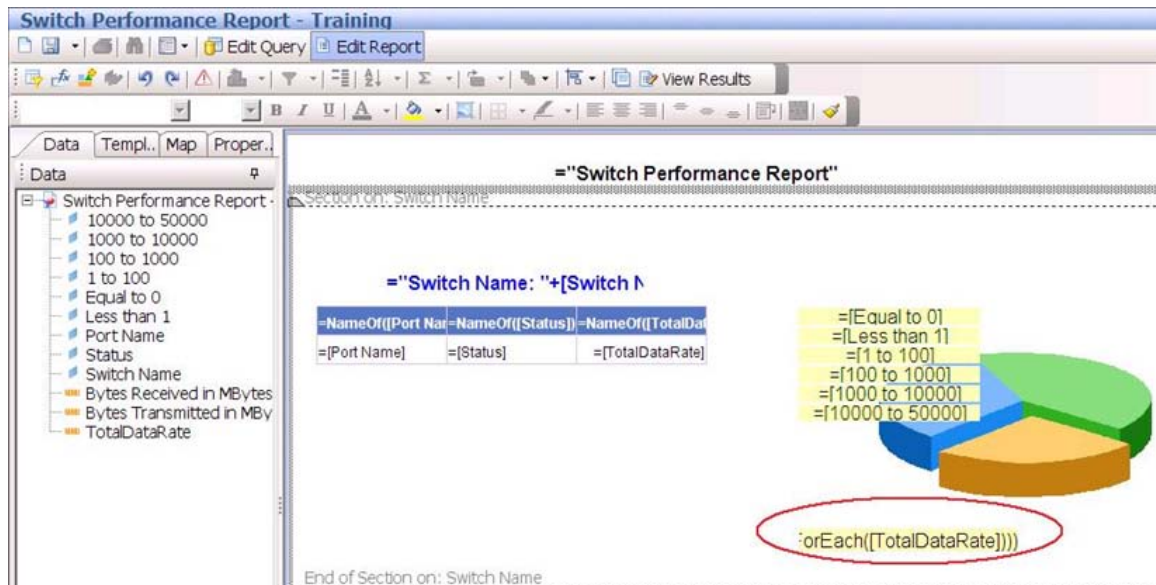 Switch Performance Report - Training
Edit Query Edit Report
View Results
B I U A
Data Templ.. Map Proper..
Data
Switch Performance Report -
10000 to 50000
1000 to 10000
100 to 1000
1 to 100
Equal to 0
Less than 1
Port Name
Status
Switch Name
Bytes Received in MBytes
Bytes Transmitted in MBy
TotalDataRate
="Switch Performance Report"
Section on: Switch Name
="Switch Name: "+[Switch N
=NameOf([Port Nar =NameOf([Status]) =NameOf([TotalDat
=[Port Name] =[Status] =[TotalDataRate]
=[Equal to 0]
=[Less than 1]
=[1 to 100]
=[100 to 1000]
=[1000 to 10000]
=[10000 to 50000]
orEach([TotalDataRate])))
End of Section on: Switch Name